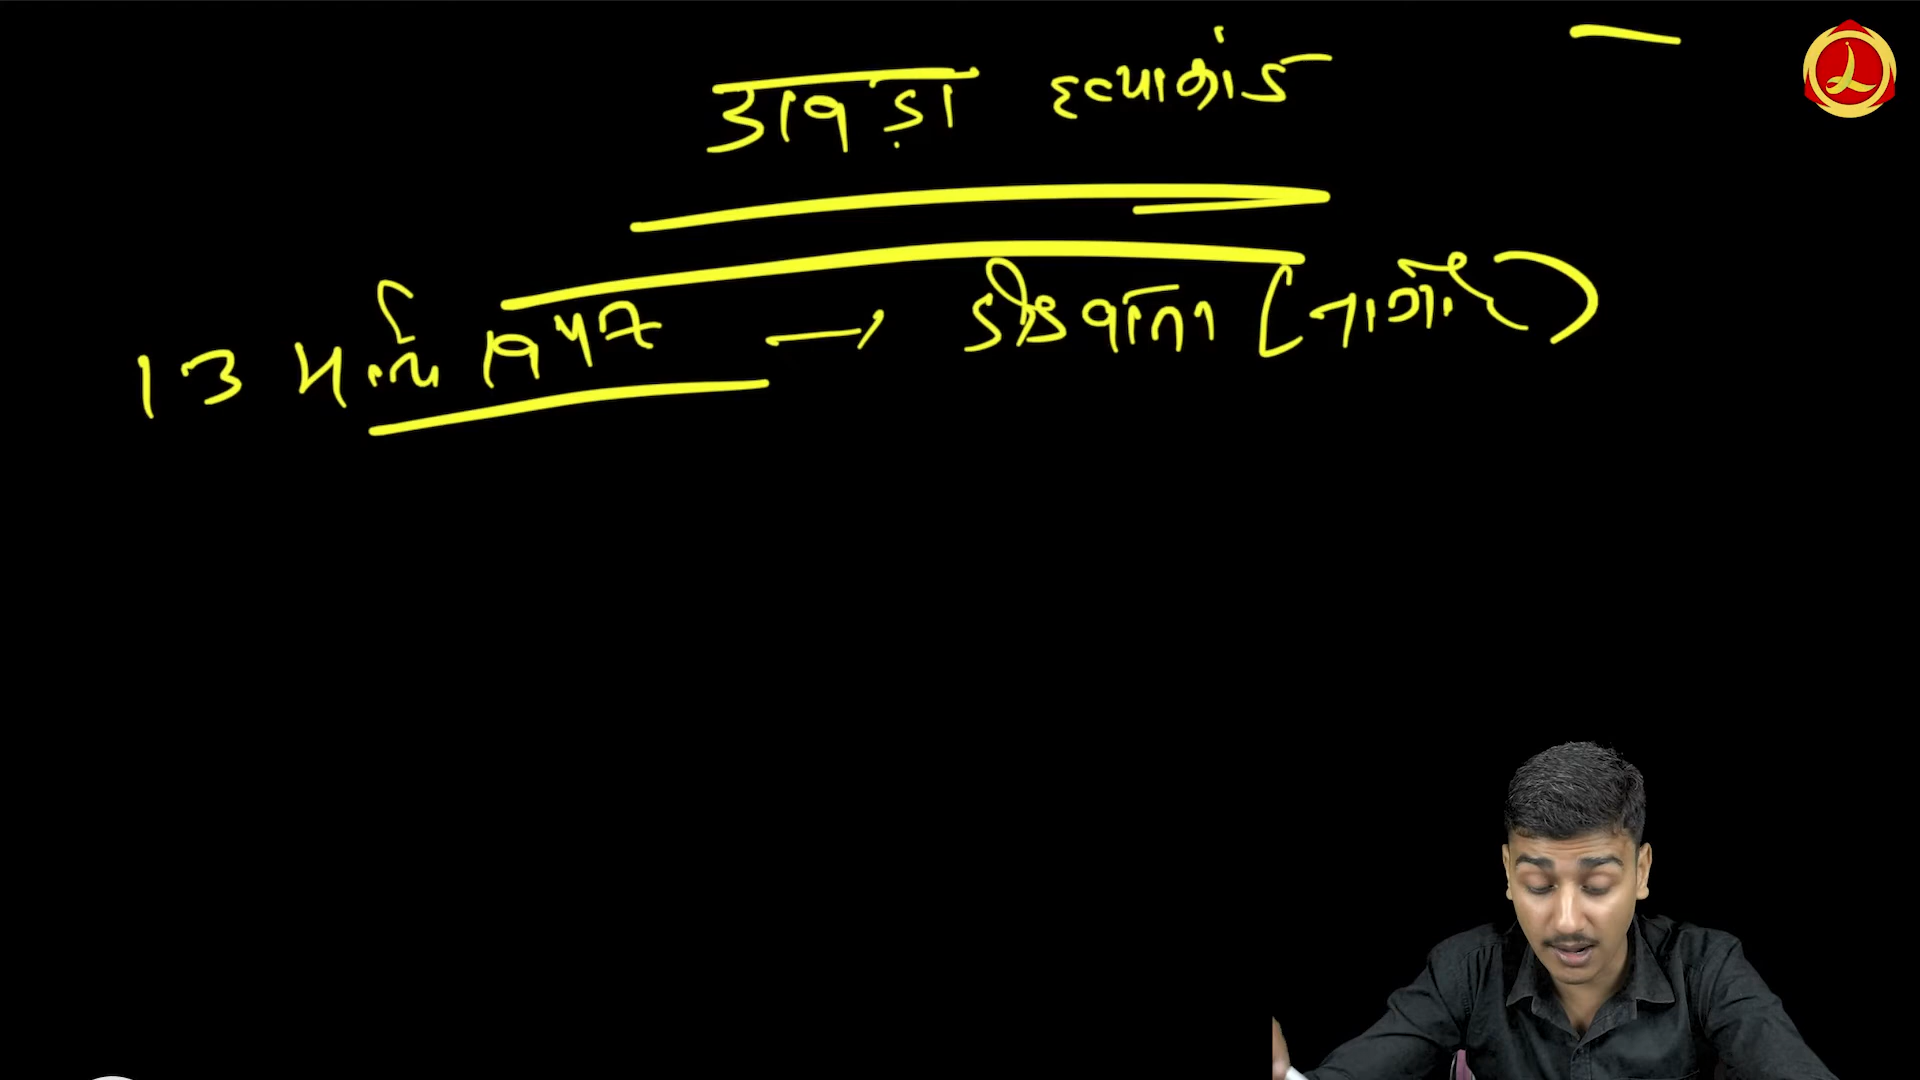 डाबड़ा हत्याकांड
13 मार्च 1947 → डीडवाना (नागौर)